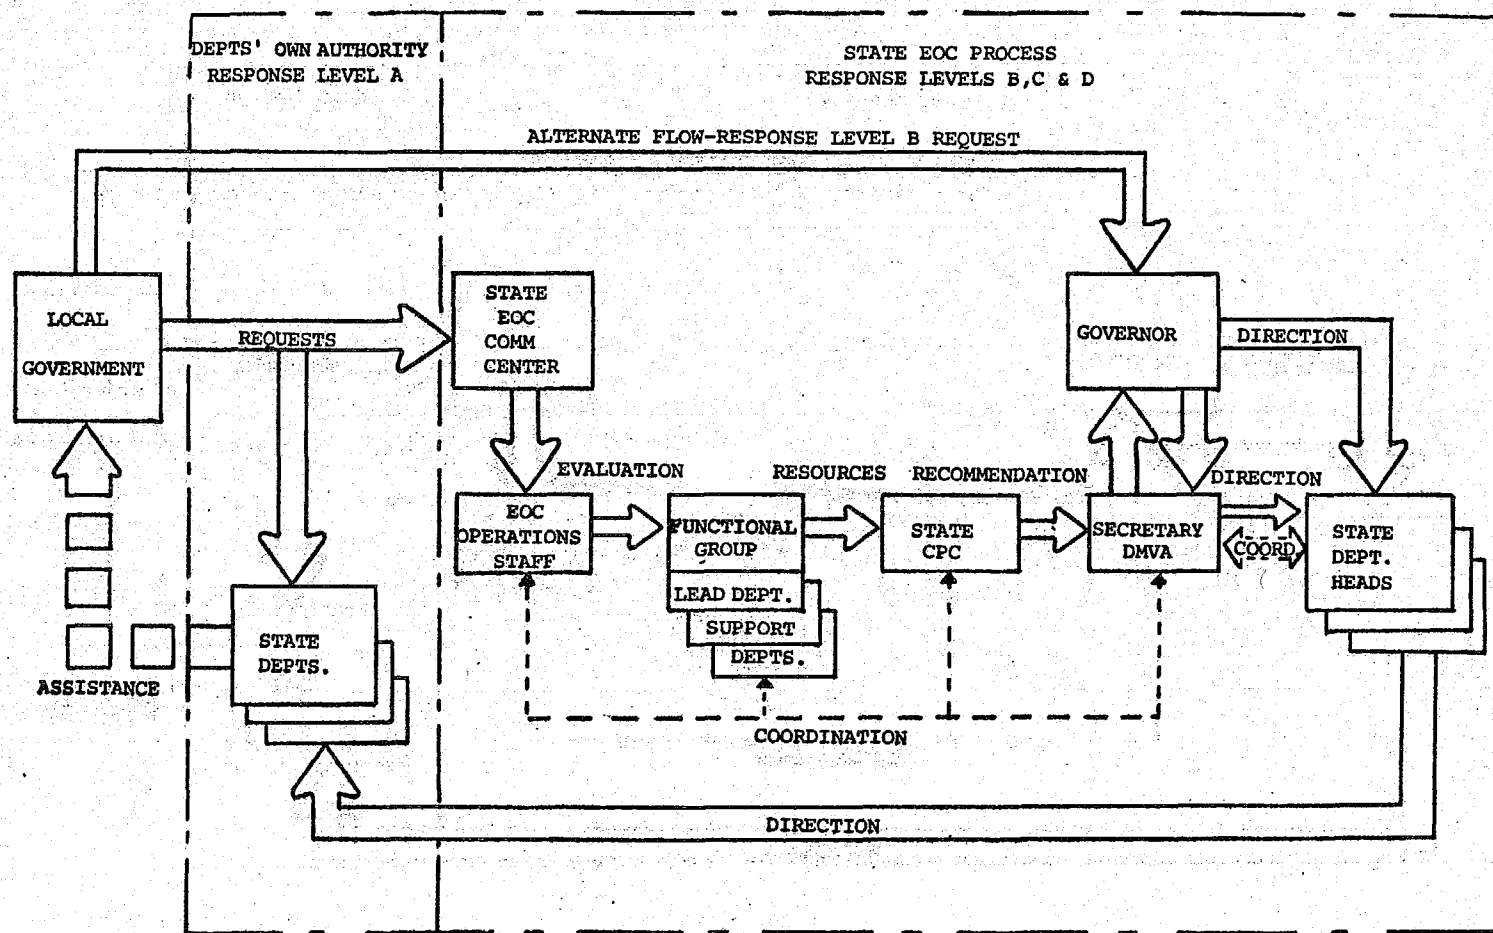 DEPTS' OWN AUTHORITY
RESPONSE LEVEL A
STATE EOC PROCESS
RESPONSE LEVELS B,C & D
ALTERNATE FLOW-RESPONSE LEVEL B REQUEST
LOCAL
GOVERNMENT
REQUESTS
STATE
EOC
COMM
CENTER
GOVERNOR
DIRECTION
EVALUATION
RESOURCES
RECOMMENDATION
DIRECTION
EOC
OPERATIONS
STAFF
FUNCTIONAL
GROUP
LEAD DEPT.
SUPPORT
DEPTS.
STATE
CPC
SECRETARY
DMVA
COORD
STATE
DEPT.
HEADS
STATE
DEPTS.
ASSISTANCE
COORDINATION
DIRECTION